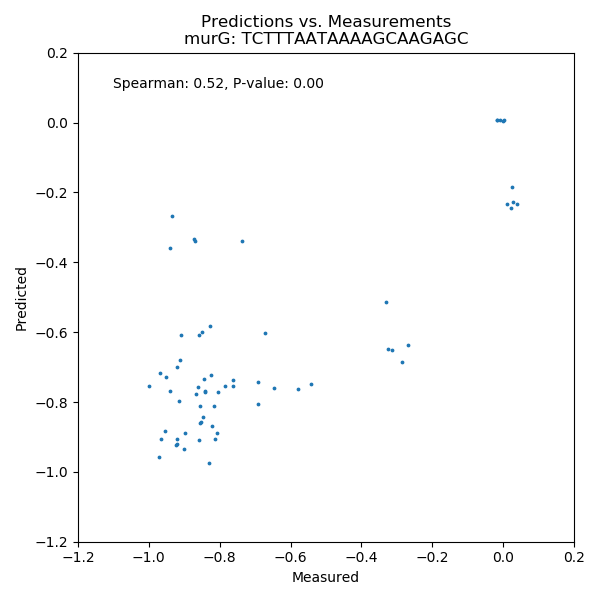 Predictions vs. Measurements
murG: TCTTTAATAAAAGCAAGAGC
Spearman: 0.52, P-value: 0.00
0.2
0.0
−0.2
−0.4
−0.6
−0.8
−1.0
−1.2
Predicted
−1.2 −1.0 −0.8 −0.6 −0.4 −0.2 0.0 0.2
Measured